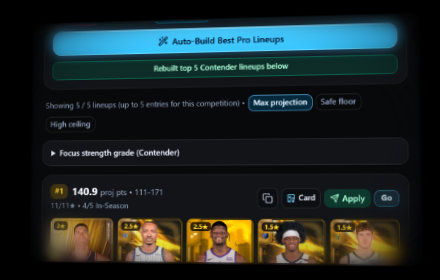 Auto-Build Best Pro Lineups
Rebuilt top 5 Contender lineups below
Showing 5 / 5 lineups (up to 5 entries for this competition) • Max projection Safe floor
High ceiling
▸ Focus strength grade (Contender)
#1 140.9 proj pts • 111-171 Card Apply Go
11/11★ • 4/5 In-Season
3★ 2.5★ 2.5★ 1.5★ 1.5★